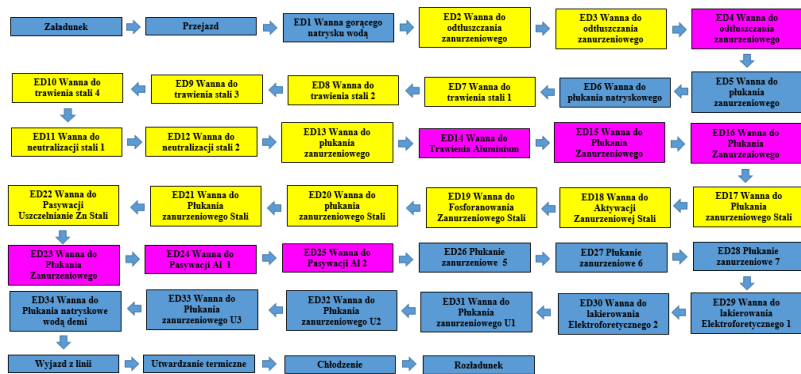 Załadunek
Przejazd
ED1 Wanna gorącego
natrysku wodą
ED2 Wanna do
odtłuszczania
zanurzeniowego
ED3 Wanna do
odtłuszczania
zanurzeniowego
ED4 Wanna do
odtłuszczania
zanurzeniowego
ED10 Wanna do
trawienia stali 4
ED9 Wanna do
trawienia stali 3
ED8 Wanna do
trawienia stali 2
ED7 Wanna do
trawienia stali 1
ED6 Wanna do
płukania natryskowego
ED5 Wanna do
płukania
zanurzeniowego
ED11 Wanna do
neutralizacji stali 1
ED12 Wanna do
neutralizacji stali 2
ED13 Wanna do
płukania
zanurzeniowego
ED14 Wanna do
Trawienia Aluminium
ED15 Wanna do
Płukania
Zanurzeniowego
ED16 Wanna do
Płukania
Zanurzeniowego
ED22 Wanna do
Pasywacji
Uszczelnianie Zn Stali
ED21 Wanna do
Płukania
zanurzeniowego Stali
ED20 Wanna do
płukania
zanurzeniowego Stali
ED19 Wanna do
Fosforanowania
Zanurzeniowego Stali
ED18 Wanna do
Aktywacji
Zanurzeniowej Stali
ED17 Wanna do
Płukania
zanurzeniowego Stali
ED23 Wanna do
Płukania
Zanurzeniowego
ED24 Wanna do
Pasywacji Al 1
ED25 Wanna do
Pasywacji Al 2
ED26 Płukanie
zanurzeniowe 5
ED27 Płukanie
zanurzeniowe 6
ED28 Płukanie
zanurzeniowe 7
ED34 Wanna do
Płukania natryskowe
wodą demi
ED33 Wanna do
Płukania
zanurzeniowego U3
ED32 Wanna do
Płukania
zanurzeniowego U2
ED31 Wanna do
Płukania
zanurzeniowego U1
ED30 Wanna do
lakierowania
Elektroforetycznego 2
ED29 Wanna do
lakierowania
Elektroforetycznego 1
Wyjazd z linii
Utwardzanie termiczne
Chłodzenie
Rozładunek